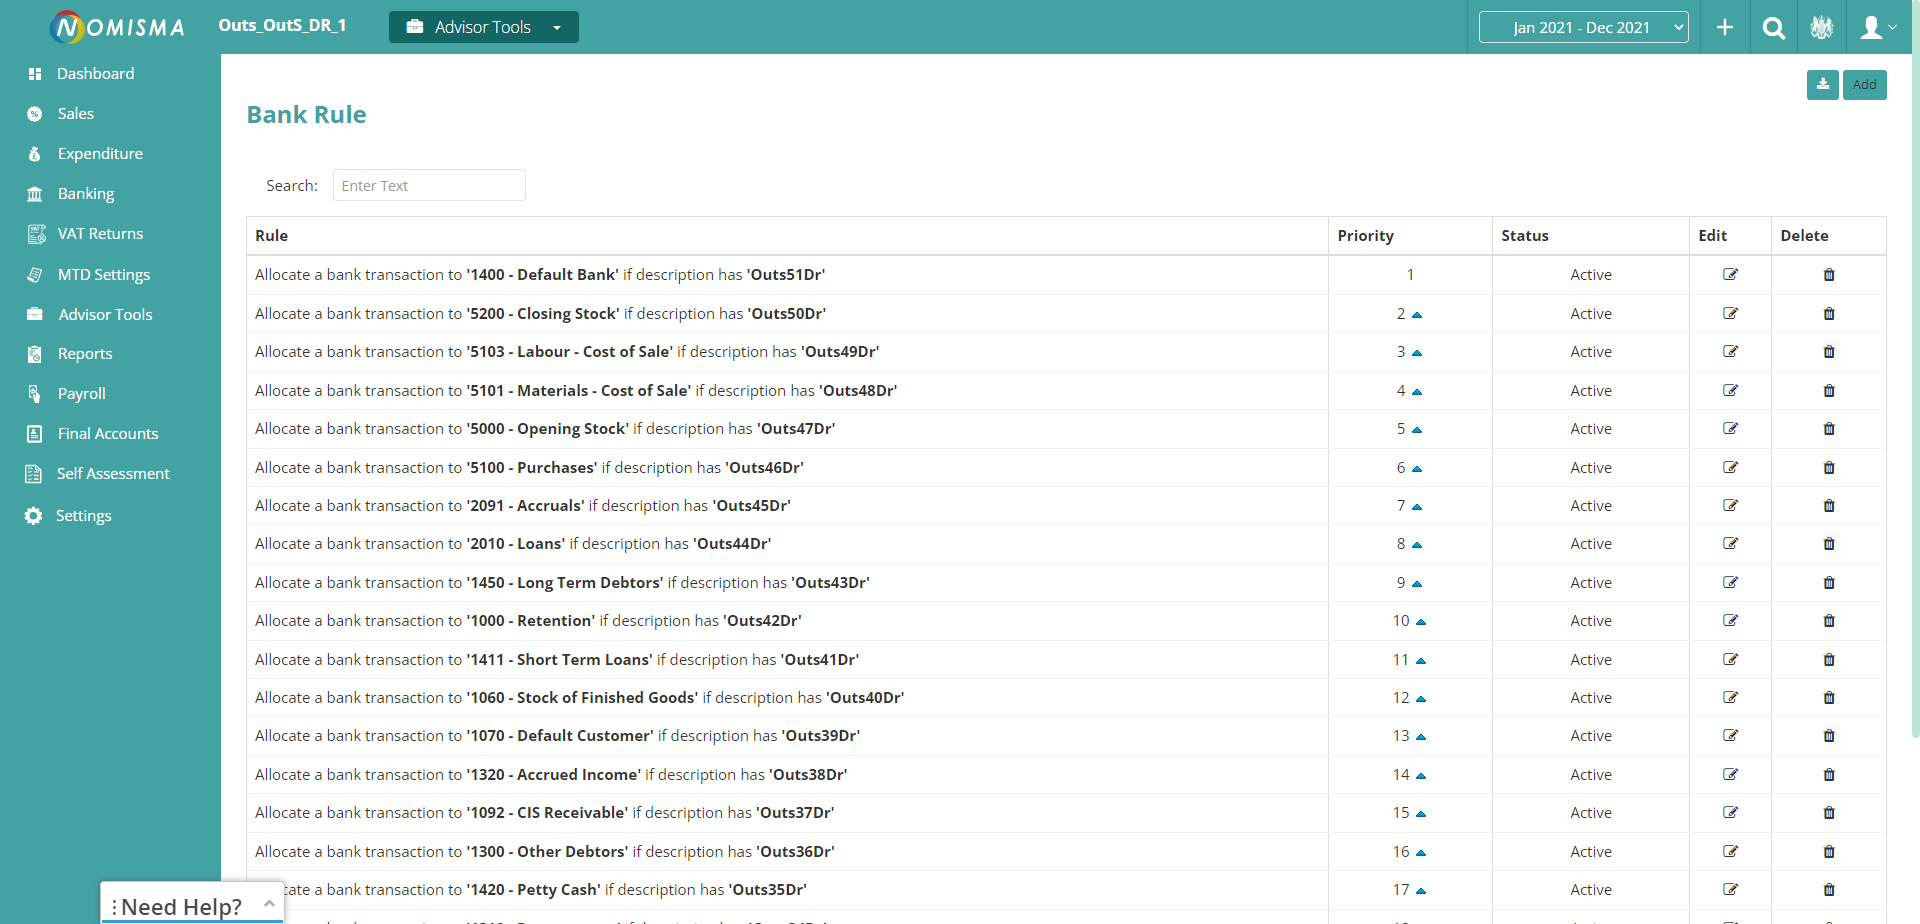 NOMISMA
Outs_OutS_DR_1
Advisor Tools
Jan 2021 - Dec 2021
Dashboard
Sales
Expenditure
Banking
VAT Returns
MTD Settings
Advisor Tools
Reports
Payroll
Final Accounts
Self Assessment
Settings
Add
Bank Rule
Search: Enter Text
Rule Priority Status Edit Delete
Allocate a bank transaction to '1400 - Default Bank' if description has 'Outs51Dr' 1 Active
Allocate a bank transaction to '5200 - Closing Stock' if description has 'Outs50Dr' 2 Active
Allocate a bank transaction to '5103 - Labour - Cost of Sale' if description has 'Outs49Dr' 3 Active
Allocate a bank transaction to '5101 - Materials - Cost of Sale' if description has 'Outs48Dr' 4 Active
Allocate a bank transaction to '5000 - Opening Stock' if description has 'Outs47Dr' 5 Active
Allocate a bank transaction to '5100 - Purchases' if description has 'Outs46Dr' 6 Active
Allocate a bank transaction to '2091 - Accruals' if description has 'Outs45Dr' 7 Active
Allocate a bank transaction to '2010 - Loans' if description has 'Outs44Dr' 8 Active
Allocate a bank transaction to '1450 - Long Term Debtors' if description has 'Outs43Dr' 9 Active
Allocate a bank transaction to '1000 - Retention' if description has 'Outs42Dr' 10 Active
Allocate a bank transaction to '1411 - Short Term Loans' if description has 'Outs41Dr' 11 Active
Allocate a bank transaction to '1060 - Stock of Finished Goods' if description has 'Outs40Dr' 12 Active
Allocate a bank transaction to '1070 - Default Customer' if description has 'Outs39Dr' 13 Active
Allocate a bank transaction to '1320 - Accrued Income' if description has 'Outs38Dr' 14 Active
Allocate a bank transaction to '1092 - CIS Receivable' if description has 'Outs37Dr' 15 Active
Allocate a bank transaction to '1300 - Other Debtors' if description has 'Outs36Dr' 16 Active
cate a bank transaction to '1420 - Petty Cash' if description has 'Outs35Dr' 17 Active
Need Help?